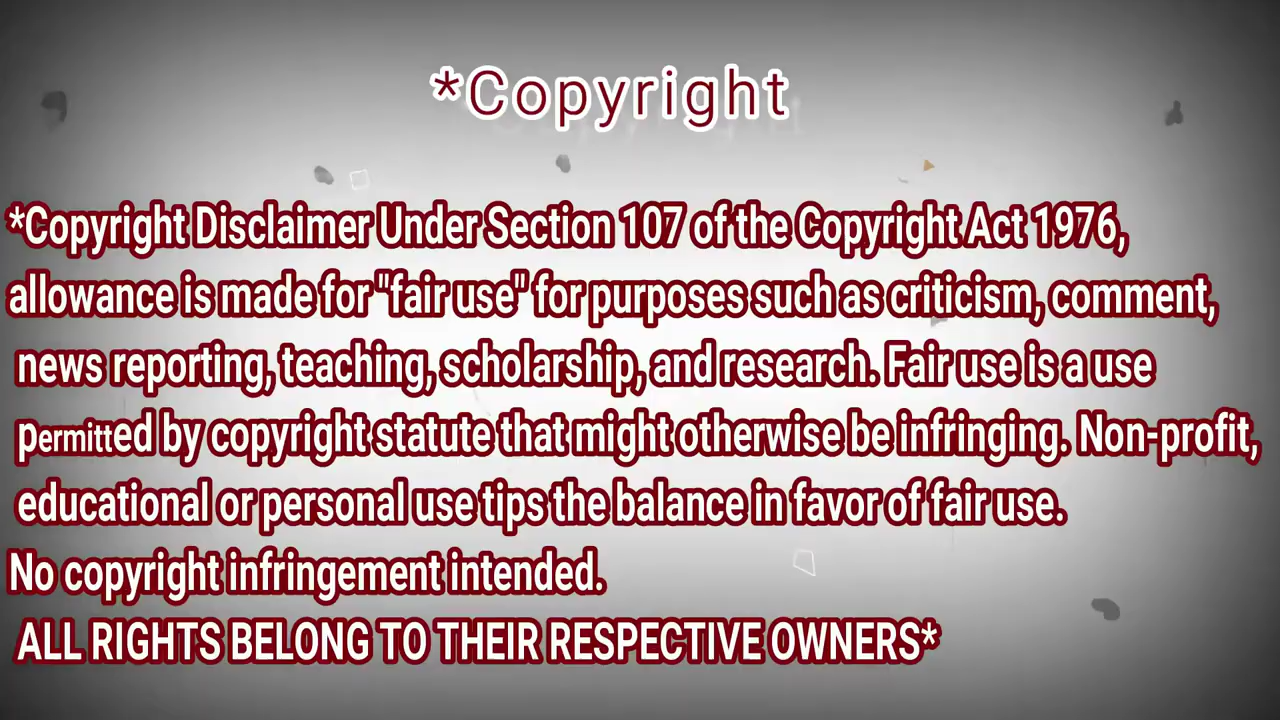 *Copyright
*Copyright Disclaimer Under Section 107 of the Copyright Act 1976,
allowance is made for "fair use" for purposes such as criticism, comment,
news reporting, teaching, scholarship, and research. Fair use is a use
permitted by copyright statute that might otherwise be infringing. Non-profit,
educational or personal use tips the balance in favor of fair use.
No copyright infringement intended.
ALL RIGHTS BELONG TO THEIR RESPECTIVE OWNERS*